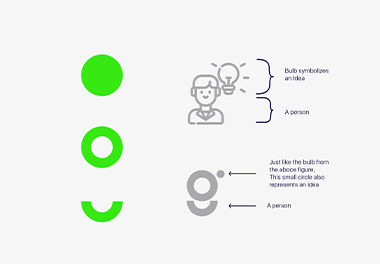 Bulb symbolizes
an Idea
A person
Just like the bulb from
the above figure,
This small circle also
represents an idea
A person